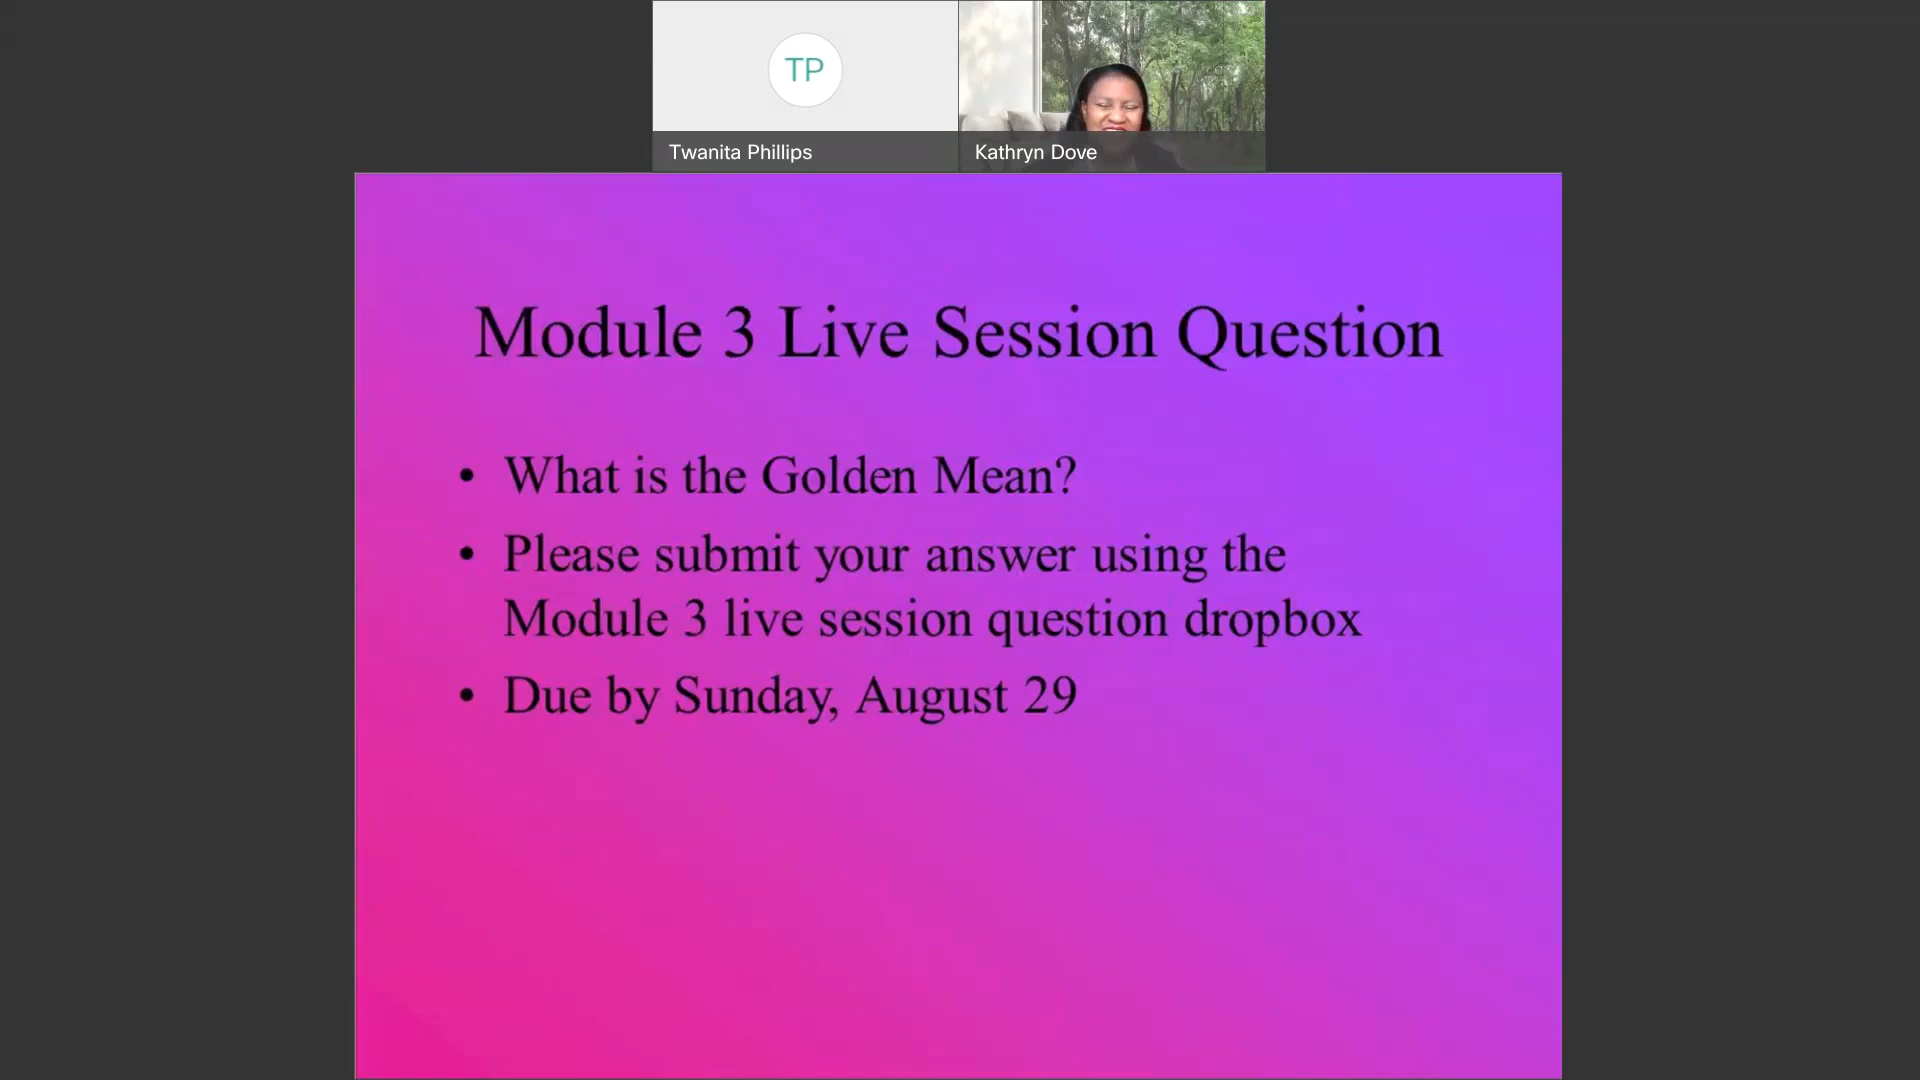 TP
Twanita Phillips
Kathryn Dove
Module 3 Live Session Question
• What is the Golden Mean?
• Please submit your answer using the
Module 3 live session question dropbox
• Due by Sunday, August 29